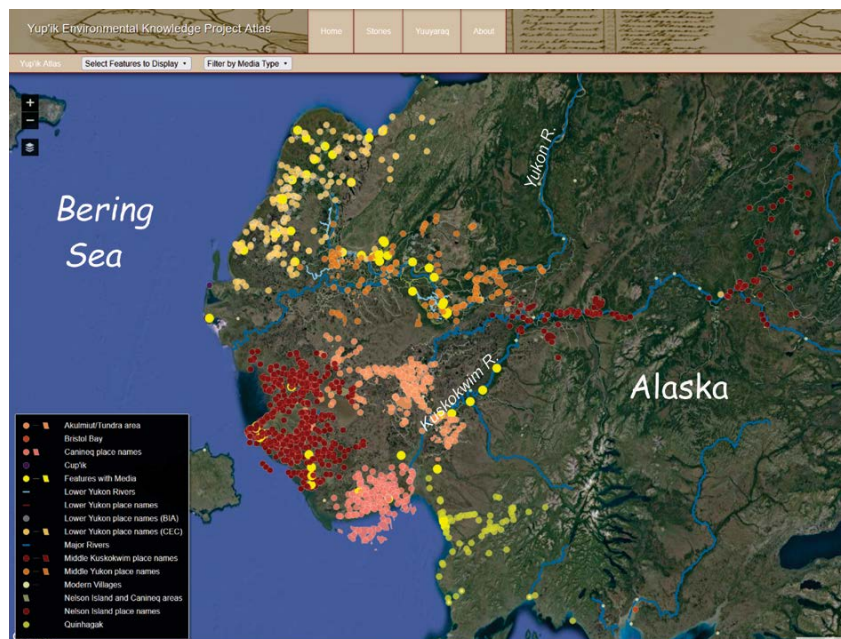 Yup'ik Environmental Knowledge Project Atlas
Home
Stories
Yuuyaraq
About
Yup'ik Atlas
Select Features to Display
Filter by Media Type
+
−
Bering
Sea
Yukon R.
Kuskokwim R.
Alaska
Akulmiut/Tundra area
Bristol Bay
Canineq place names
Cup'ik
Features with Media
Lower Yukon Rivers
Lower Yukon place names
Lower Yukon place names (BIA)
Lower Yukon place names (CEC)
Major Rivers
Middle Kuskokwim place names
Middle Yukon place names
Modern Villages
Nelson Island and Canineq areas
Nelson Island place names
Quinhagak